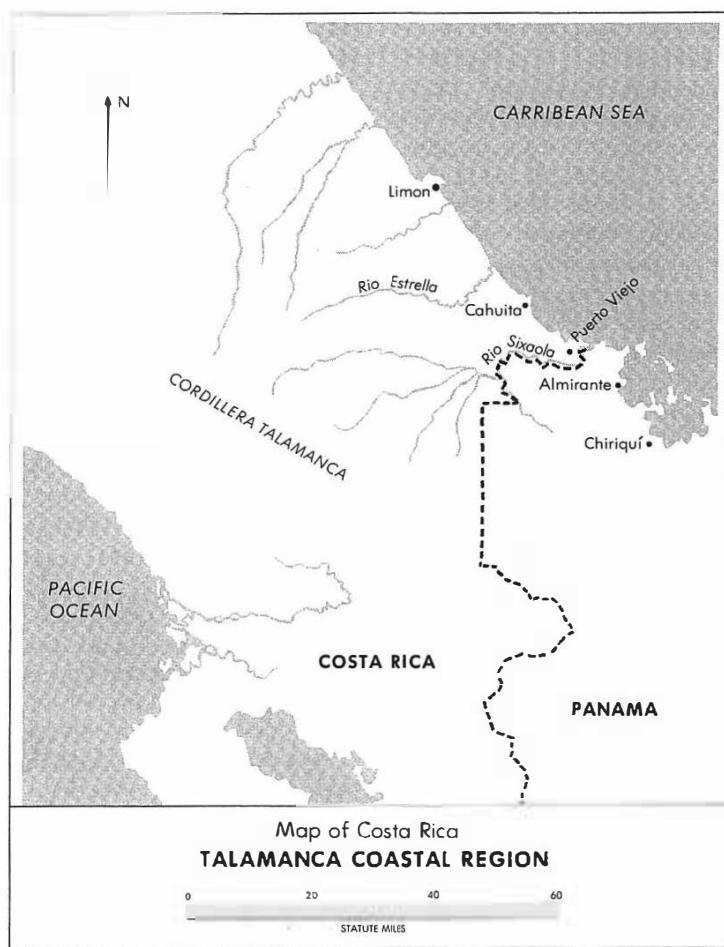 N
CARRIBEAN SEA
Limon
Rio Estrella
Cahuita
Puerto Viejo
Rio Sixaola
Almirante
CORDILLERA TALAMANCA
Chiriquí
PACIFIC
OCEAN
COSTA RICA
PANAMA
Map of Costa Rica
TALAMANCA COASTAL REGION
0 20 40 60
STATUTE MILES